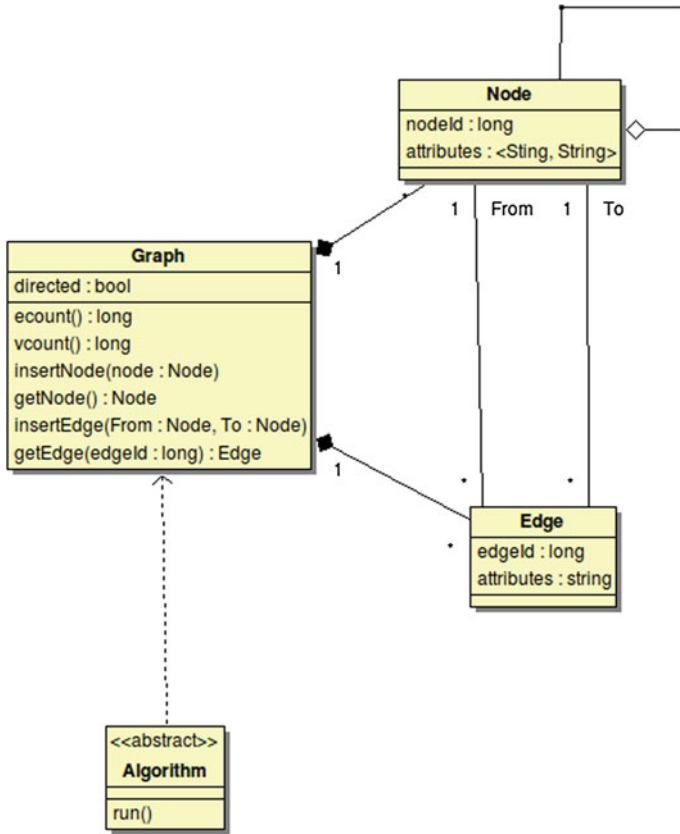 Node
nodeId : long
attributes : <Sting, String>
*
1 From 1 To
1
Graph
directed : bool
ecount() : long
vcount() : long
insertNode(node : Node)
getNode() : Node
insertEdge(From : Node, To : Node)
getEdge(edgeId : long) : Edge
1
* *
*
Edge
edgeId : long
attributes : string
<<abstract>>
Algorithm
run()